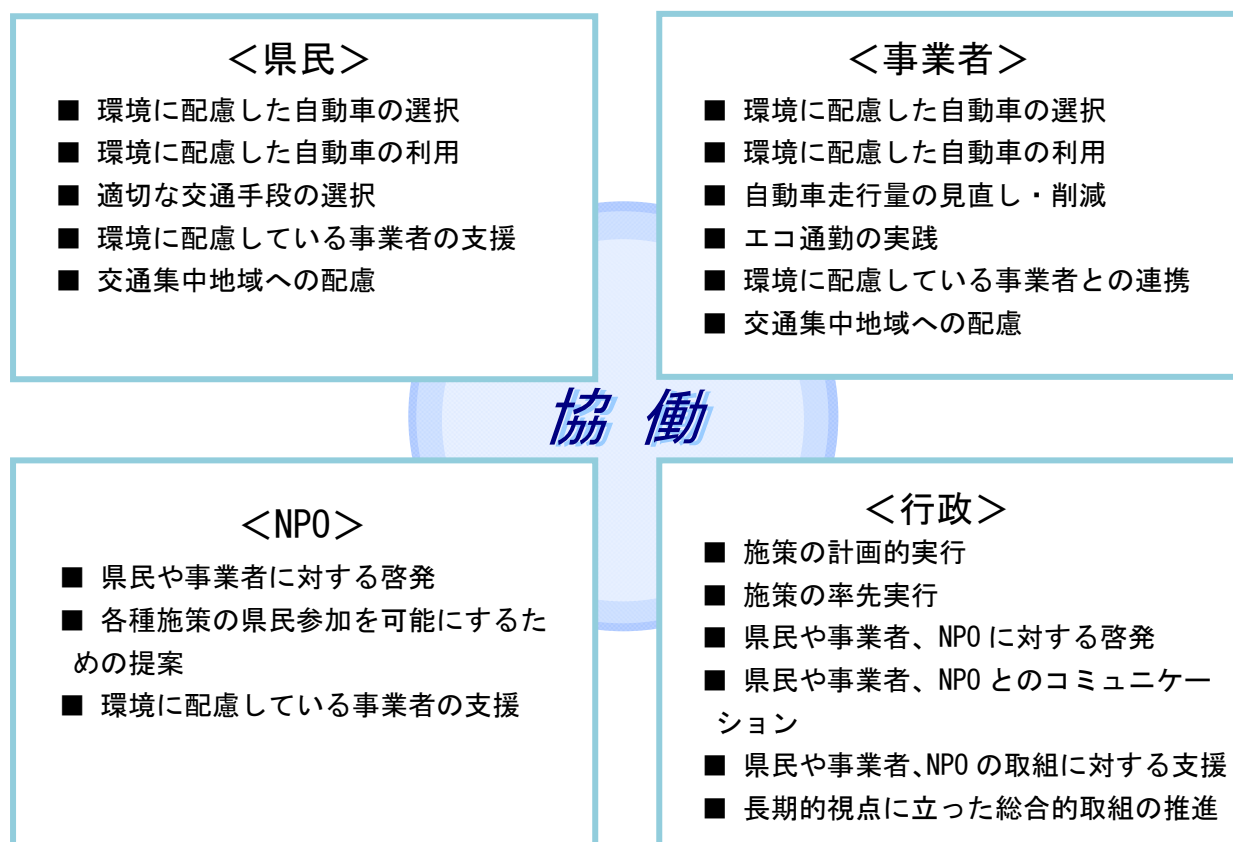 <県民>
■ 環境に配慮した自動車の選択
■ 環境に配慮した自動車の利用
■ 適切な交通手段の選択
■ 環境に配慮している事業者の支援
■ 交通集中地域への配慮
<事業者>
■ 環境に配慮した自動車の選択
■ 環境に配慮した自動車の利用
■ 自動車走行量の見直し・削減
■ エコ通勤の実践
■ 環境に配慮している事業者との連携
■ 交通集中地域への配慮
協 働
<NPO>
■ 県民や事業者に対する啓発
■ 各種施策の県民参加を可能にするた
めの提案
■ 環境に配慮している事業者の支援
<行政>
■ 施策の計画的実行
■ 施策の率先実行
■ 県民や事業者、NPO に対する啓発
■ 県民や事業者、NPO とのコミュニケー
ション
■ 県民や事業者、NPO の取組に対する支援
■ 長期的視点に立った総合的取組の推進